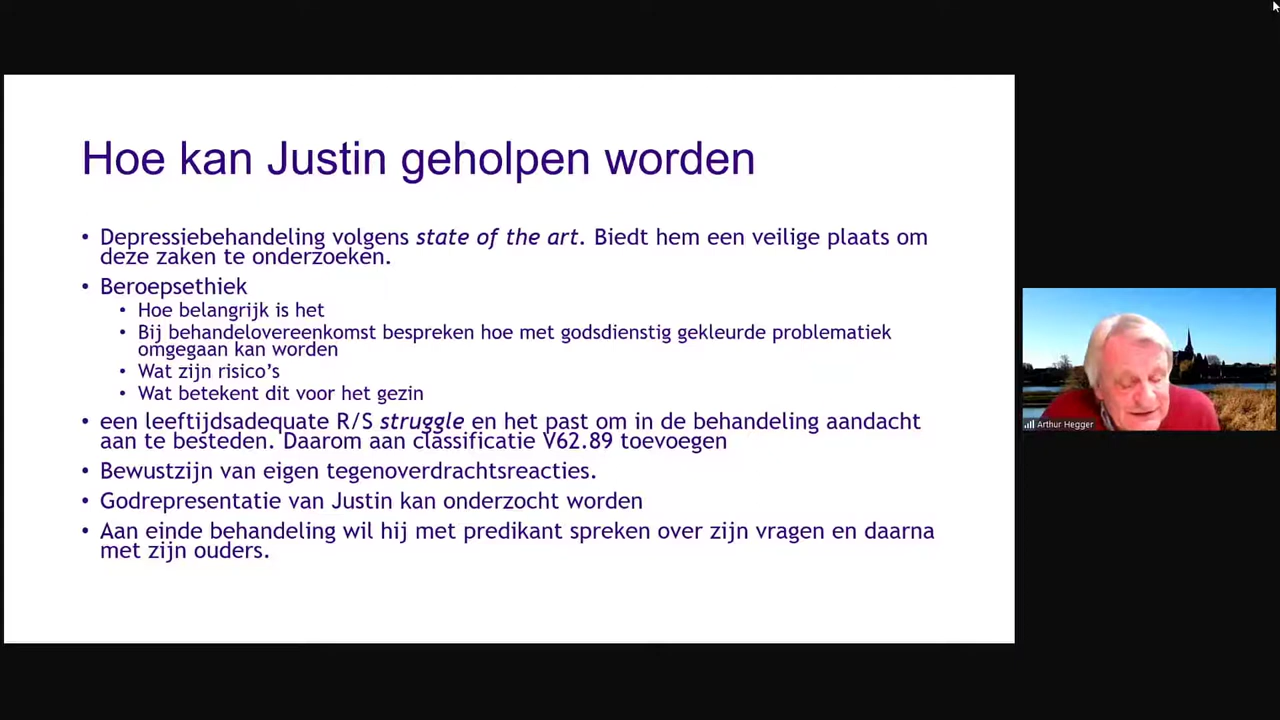 Hoe kan Justin geholpen worden
• Depressiebehandeling volgens state of the art. Biedt hem een veilige plaats om
deze zaken te onderzoeken.
• Beroepsethiek
• Hoe belangrijk is het
• Bij behandelovereenkomst bespreken hoe met godsdienstig gekleurde problematiek
omgegaan kan worden
• Wat zijn risico's
• Wat betekent dit voor het gezin
• een leeftijdsadequate R/S struggle en het past om in de behandeling aandacht
aan te besteden. Daarom aan classificatie V62.89 toevoegen
• Bewustzijn van eigen tegenoverdrachtsreacties.
• Godrepresentatie van Justin kan onderzocht worden
• Aan einde behandeling wil hij met predikant spreken over zijn vragen en daarna
met zijn ouders.
Arthur Hegger